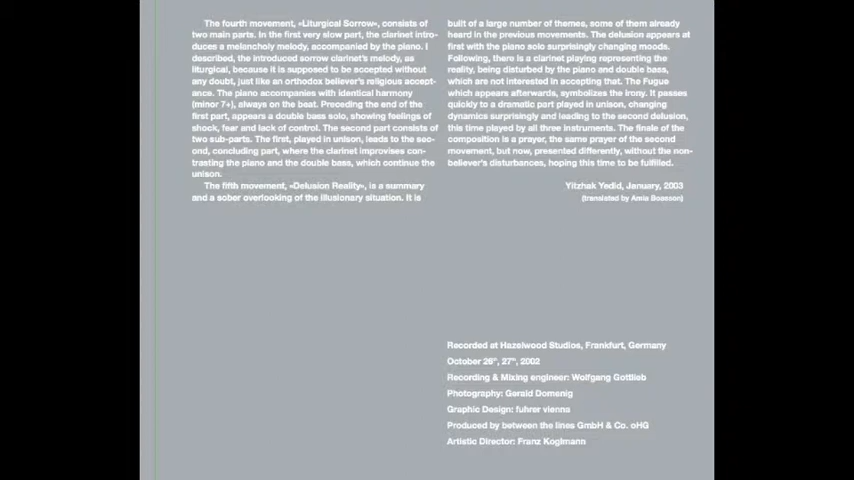 The fourth movement, «Liturgical Sorrow», consists of
two main parts. In the first very slow part, the clarinet intro-
duces a melancholy melody, accompanied by the piano. I
described, the introduced sorrow clarinet's melody, as
liturgical, because it is supposed to be accepted without
any doubt, just like an orthodox believer's religious accept-
ance. The piano accompanies with identical harmony
(minor 7+), always on the beat. Preceding the end of the
first part, appears a double bass solo, showing feelings of
shock, fear and lack of control. The second part consists of
two sub-parts. The first, played in unison, leads to the sec-
ond, concluding part, where the clarinet improvises con-
trasting the piano and the double bass, which continue the
unison.
The fifth movement, «Delusion Reality», is a summary
and a sober overlooking of the illusionary situation. It is
built of a large number of themes, some of them already
heard in the previous movements. The delusion appears at
first with the piano solo surprisingly changing moods.
Following, there is a clarinet playing representing the
reality, being disturbed by the piano and double bass,
which are not interested in accepting that. The Fugue
which appears afterwards, symbolizes the irony. It passes
quickly to a dramatic part played in unison, changing
dynamics surprisingly and leading to the second delusion,
this time played by all three instruments. The finale of the
composition is a prayer, the same prayer of the second
movement, but now, presented differently, without the non-
believer's disturbances, hoping this time to be fulfilled.
Yitzhak Yedid, January, 2003
(translated by Amia Boasson)
Recorded at Hazelwood Studios, Frankfurt, Germany
October 26th, 27th, 2002
Recording & Mixing engineer: Wolfgang Gottlieb
Photography: Gerald Domenig
Graphic Design: fuhrer vienna
Produced by between the lines GmbH & Co. oHG
Artistic Director: Franz Koglmann